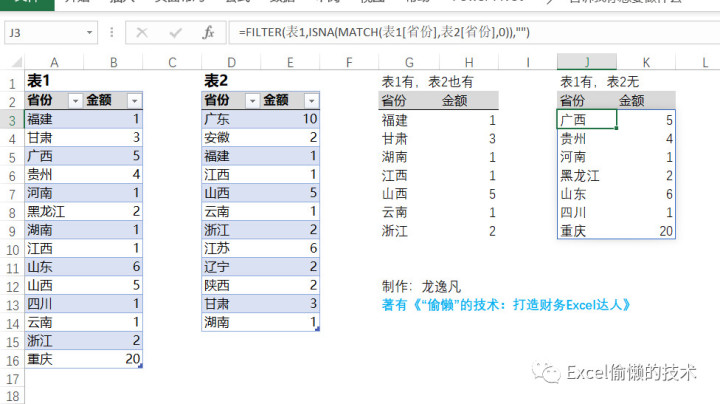 J3 fx =FILTER(表1,ISNA(MATCH(表1[省份],表2[省份],0)),"")
A B C D E F G H I J K
1 表1 表2 表1有，表2也有 表1有，表2无
2 省份 金额 省份 金额 省份 金额 省份 金额
3 福建 1 广东 10 福建 1 广西 5
4 甘肃 3 安徽 2 甘肃 3 贵州 4
5 广西 5 福建 1 湖南 1 河南 1
6 贵州 4 江西 1 江西 1 黑龙江 2
7 河南 1 山西 5 山西 5 山东 6
8 黑龙江 2 云南 1 云南 1 四川 1
9 湖南 1 浙江 2 浙江 2 重庆 20
10 江西 1 江苏 6
11 山东 6 辽宁 2
12 山西 5 陕西 2 制作：龙逸凡
13 四川 1 甘肃 3 著有《“偷懒”的技术：打造财务Excel达人》
14 云南 1 湖南 1
15 浙江 2
16 重庆 20
17
18
Excel偷懒的技术